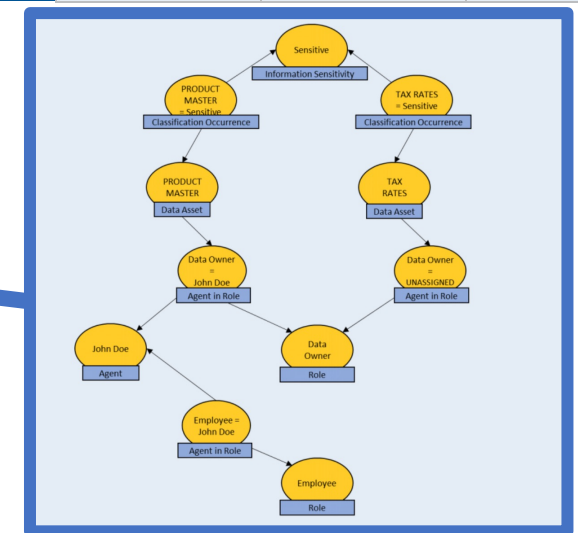 Sensitive
Information Sensitivity
PRODUCT
MASTER
= Sensitive
Classification Occurrence
TAX RATES
= Sensitive
Classification Occurrence
PRODUCT
MASTER
Data Asset
TAX
RATES
Data Asset
Data Owner
=
John Doe
Agent in Role
Data Owner
=
UNASSIGNED
Agent in Role
John Doe
Agent
Data
Owner
Role
Employee =
John Doe
Agent in Role
Employee
Role